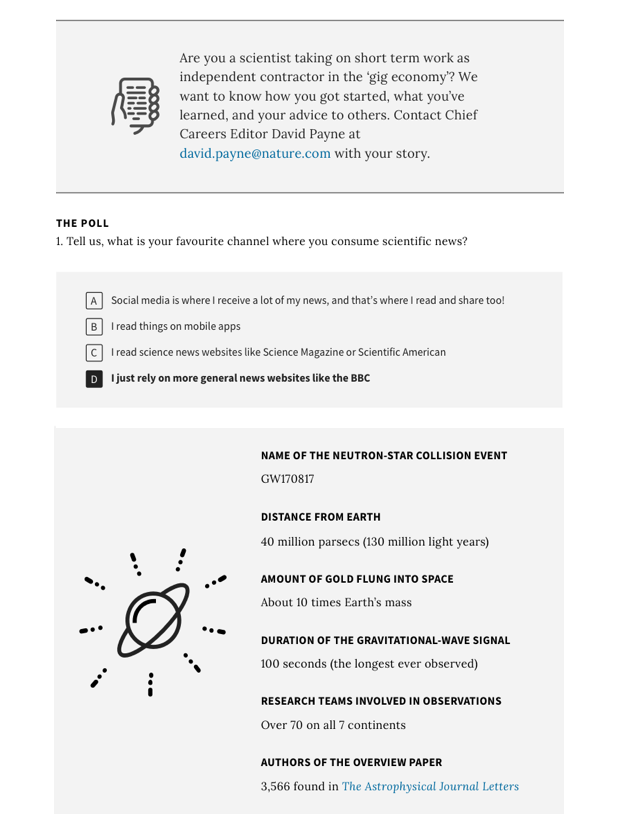 Are you a scientist taking on short term work as
independent contractor in the ‘gig economy’? We
want to know how you got started, what you’ve
learned, and your advice to others. Contact Chief
Careers Editor David Payne at
david.payne@nature.com with your story.
THE POLL
1. Tell us, what is your favourite channel where you consume scientific news?
A Social media is where I receive a lot of my news, and that’s where I read and share too!
B I read things on mobile apps
C I read science news websites like Science Magazine or Scientific American
D I just rely on more general news websites like the BBC
NAME OF THE NEUTRON-STAR COLLISION EVENT
GW170817
DISTANCE FROM EARTH
40 million parsecs (130 million light years)
AMOUNT OF GOLD FLUNG INTO SPACE
About 10 times Earth’s mass
DURATION OF THE GRAVITATIONAL-WAVE SIGNAL
100 seconds (the longest ever observed)
RESEARCH TEAMS INVOLVED IN OBSERVATIONS
Over 70 on all 7 continents
AUTHORS OF THE OVERVIEW PAPER
3,566 found in The Astrophysical Journal Letters